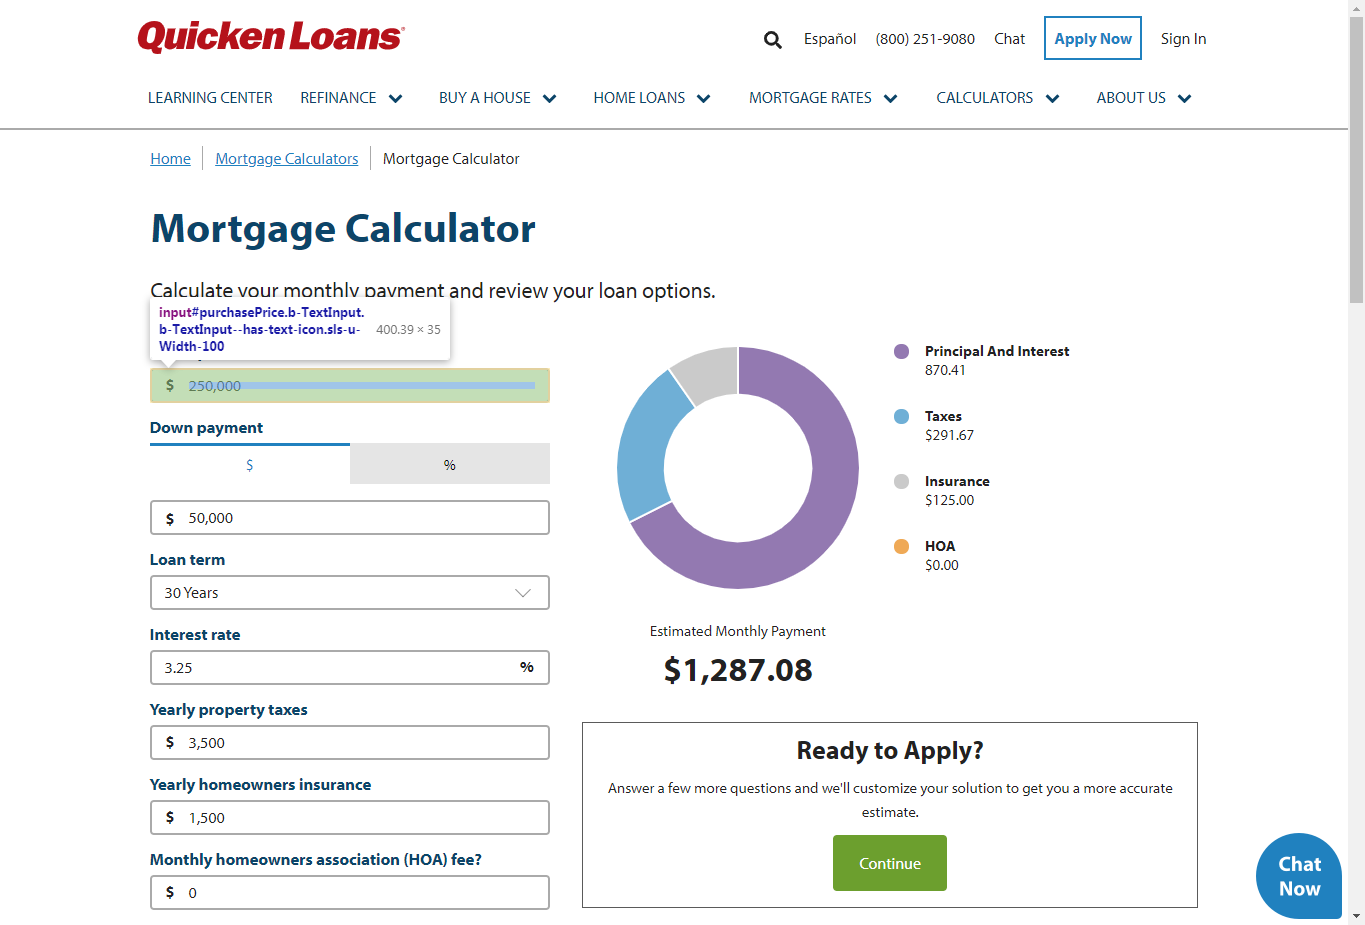 Quicken Loans
Español (800) 251-9080 Chat Apply Now Sign In
LEARNING CENTER REFINANCE BUY A HOUSE HOME LOANS MORTGAGE RATES CALCULATORS ABOUT US
Home Mortgage Calculators Mortgage Calculator
Mortgage Calculator
Calculate your monthly payment and review your loan options.
input#purchasePrice.b-TextInput.
b-TextInput--has-text-icon.sls-u-
Width-100
400.39 × 35
$ 250,000
Down payment
$ %
$ 50,000
Loan term
30 Years
Interest rate
3.25 %
Yearly property taxes
$ 3,500
Yearly homeowners insurance
$ 1,500
Monthly homeowners association (HOA) fee?
$ 0
Principal And Interest
870.41
Taxes
$291.67
Insurance
$125.00
HOA
$0.00
Estimated Monthly Payment
$1,287.08
Ready to Apply?
Answer a few more questions and we'll customize your solution to get you a more accurate
estimate.
Continue
Chat
Now